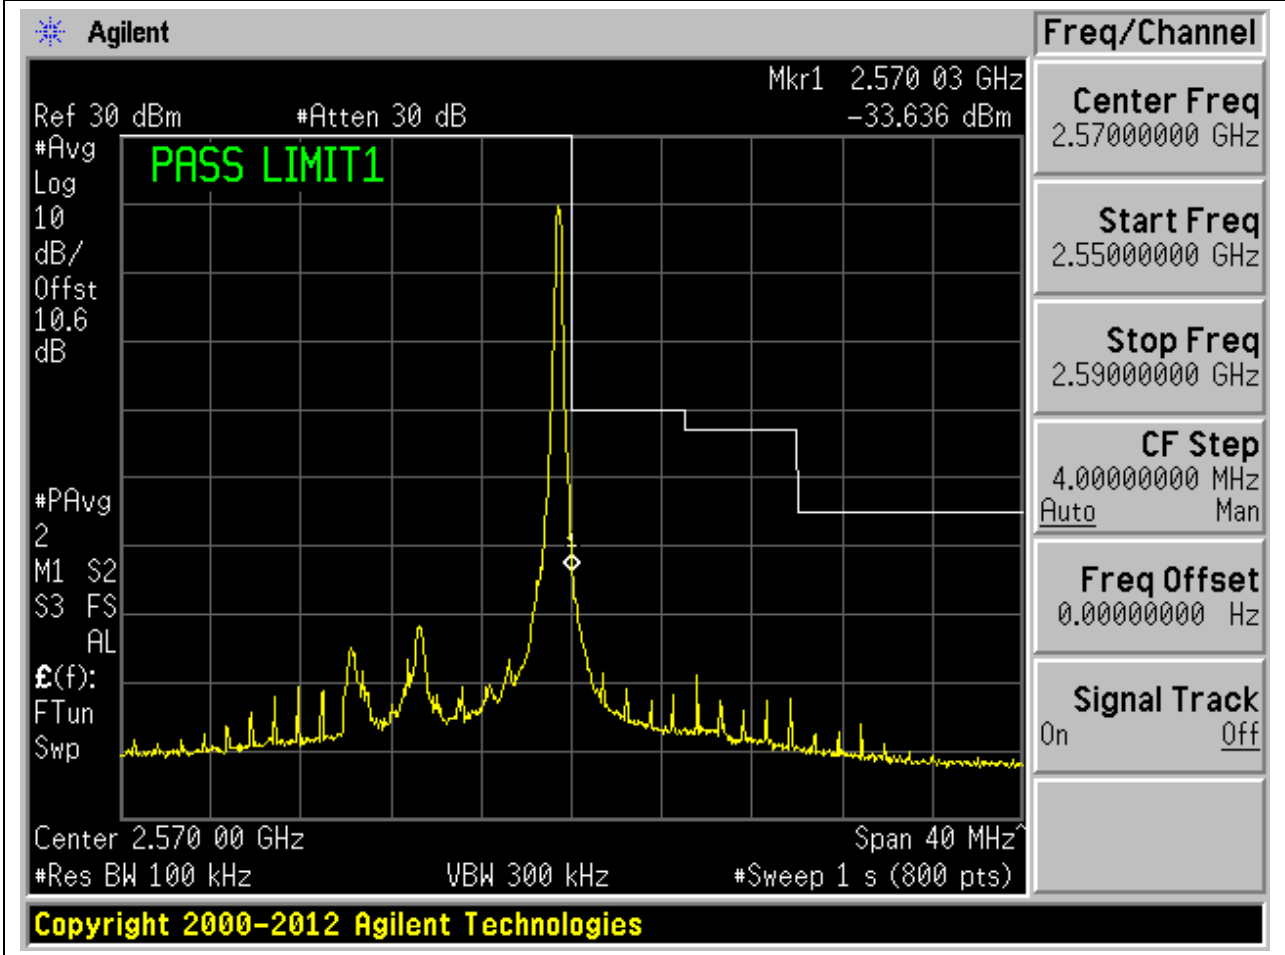 Agilent
Freq/Channel
Mkr1 2.570 03 GHz
Ref 30 dBm #Atten 30 dB -33.636 dBm
#Avg
Log
10
dB/
Offst
10.6
dB
PASS LIMIT1
#PAvg
2
M1 S2
S3 FS
AL
£(f):
FTun
Swp
Center 2.570 00 GHz Span 40 MHz^
#Res BW 100 kHz VBW 300 kHz #Sweep 1 s (800 pts)
Center Freq
2.57000000 GHz
Start Freq
2.55000000 GHz
Stop Freq
2.59000000 GHz
CF Step
4.00000000 MHz
Auto Man
Freq Offset
0.00000000 Hz
Signal Track
On Off
Copyright 2000-2012 Agilent Technologies